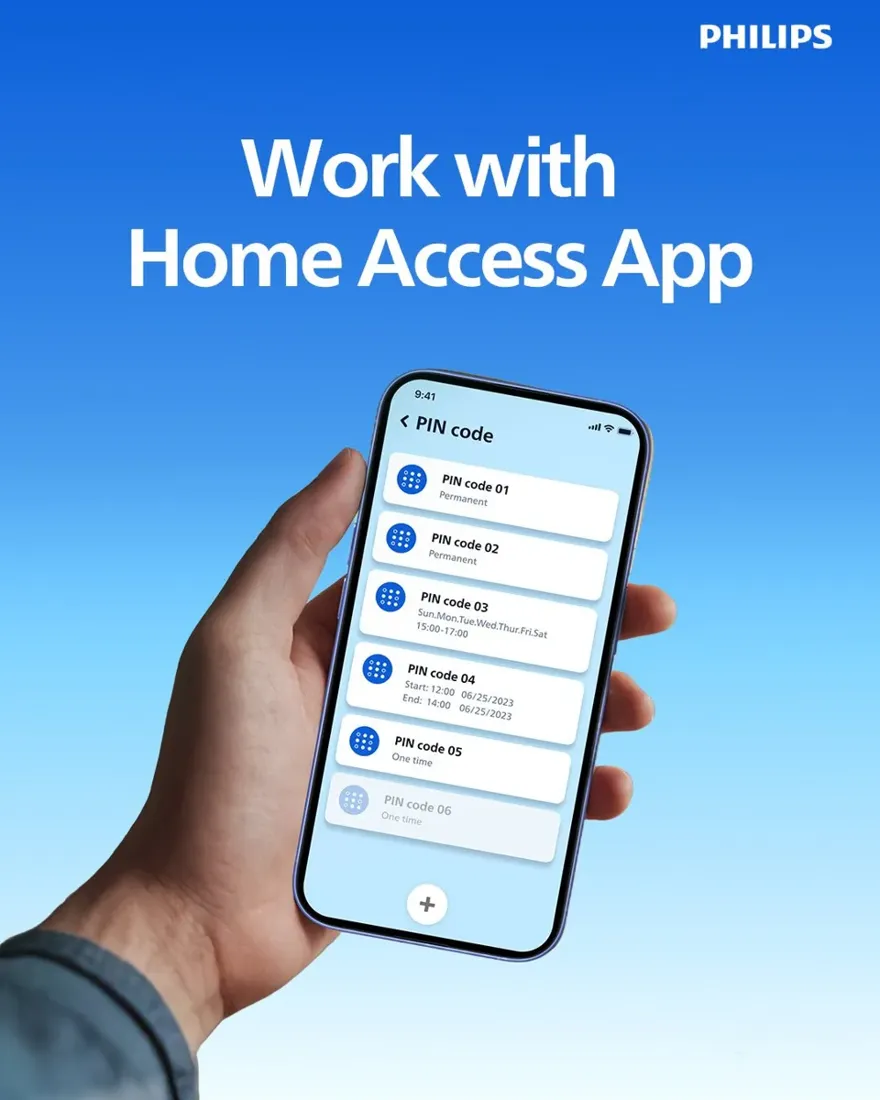 PHILIPS
Work with
Home Access App
9:41
PIN code
PIN code 01
Permanent
PIN code 02
Permanent
PIN code 03
Sun.Mon.Tue.Wed.Thur.Fri.Sat
15:00-17:00
PIN code 04
Start: 12:00 06/25/2023
End: 14:00 06/25/2023
PIN code 05
One time
PIN code 06
One time